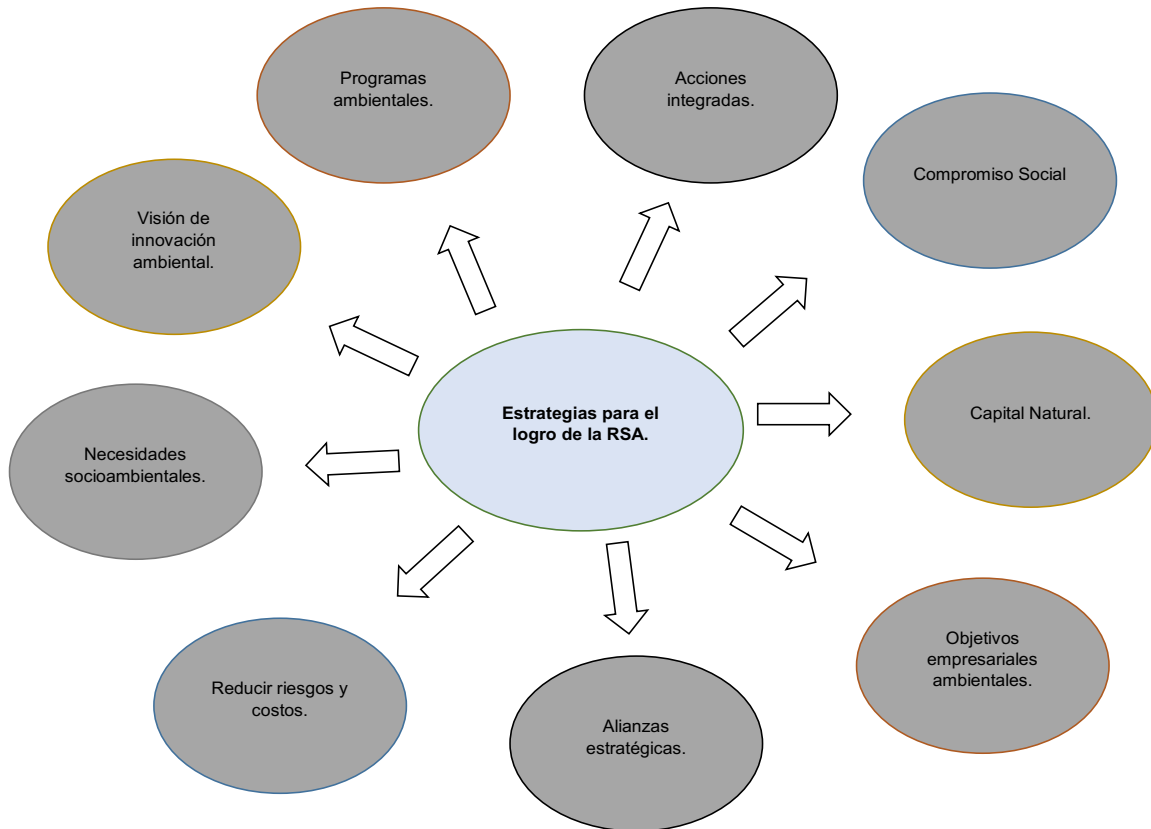 Programas
ambientales.
Acciones
integradas.
Compromiso Social
Visión de
innovación
ambiental.
Estrategias para el
logro de la RSA.
Capital Natural.
Necesidades
socioambientales.
Objetivos
empresariales
ambientales.
Reducir riesgos y
costos.
Alianzas
estratégicas.